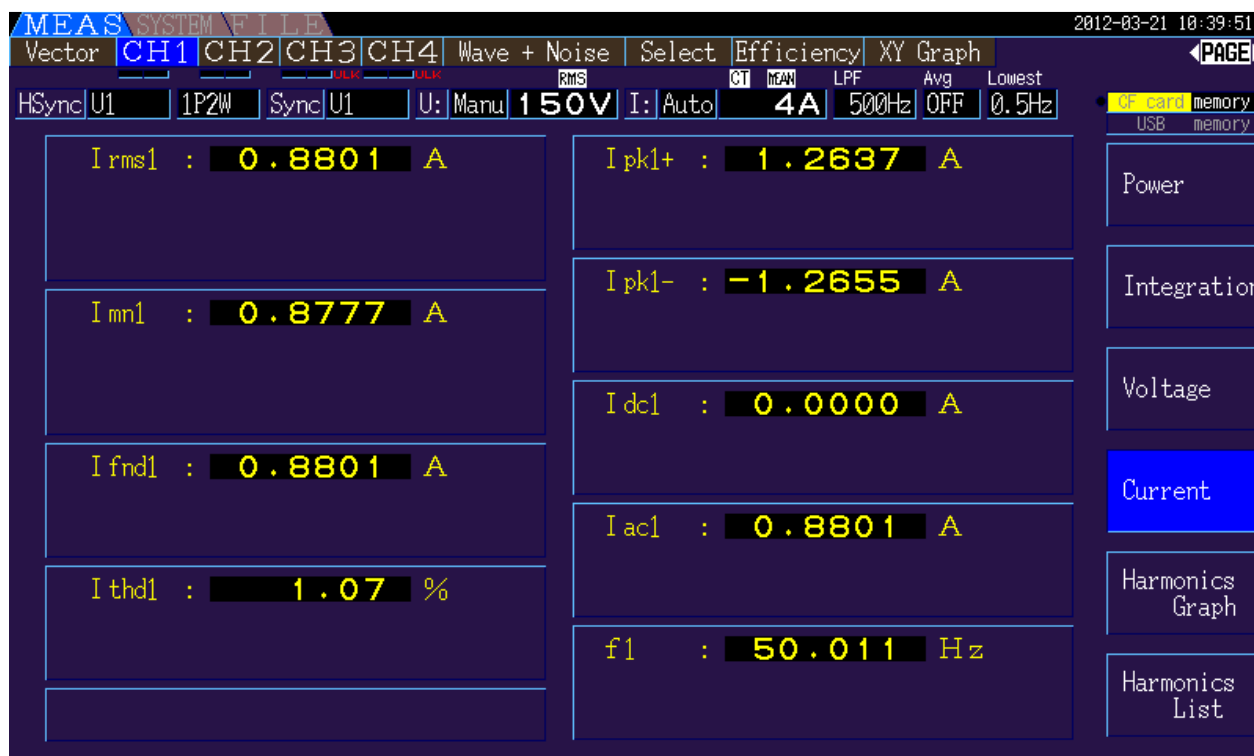 MEAS SYSTEM FILE 2012-03-21 10:39:51
Vector CH1 CH2 CH3 CH4 Wave + Noise Select Efficiency XY Graph PAGE
ULK ULK RMS CT MEAN LPF Avg Lowest
HSync U1 1P2W Sync U1 U: Manu 150V I: Auto 4A 500Hz OFF 0.5Hz
CF card memory
USB memory
Irms1 : 0.8801 A
Imn1 : 0.8777 A
Ifnd1 : 0.8801 A
Ithd1 : 1.07 %
Ipk1+ : 1.2637 A
Ipk1- : -1.2655 A
Idc1 : 0.0000 A
Iac1 : 0.8801 A
f1 : 50.011 Hz
Power
Integration
Voltage
Current
Harmonics
Graph
Harmonics
List